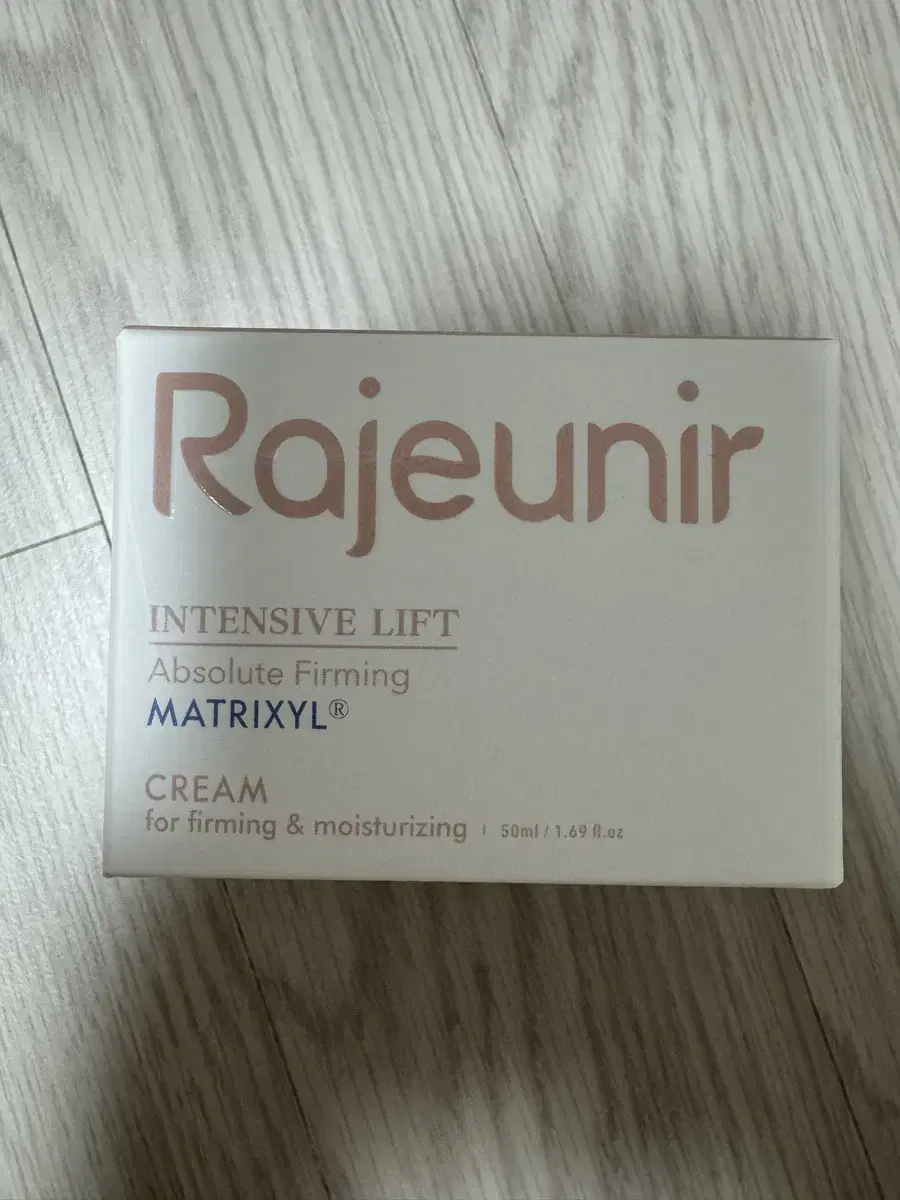 Rajeunir
INTENSIVE LIFT
Absolute Firming
MATRIXYL®
CREAM
for firming & moisturizing | 50ml / 1.69 fl.oz